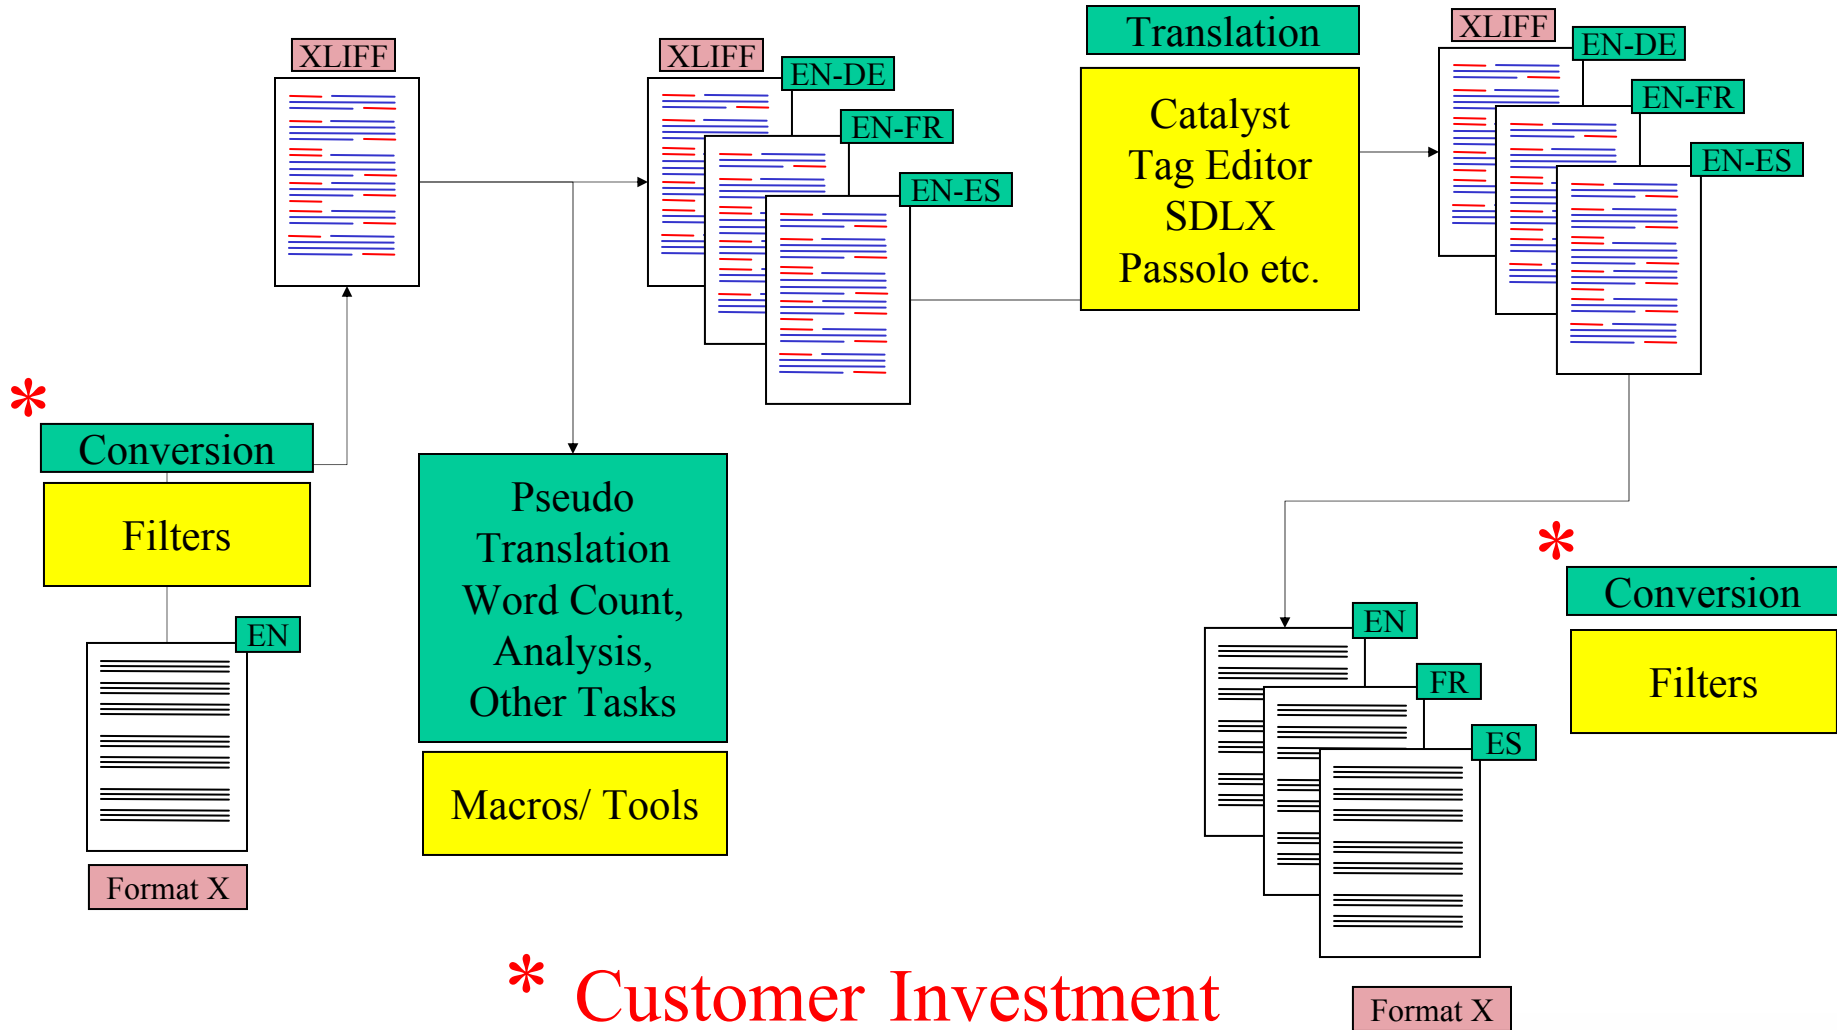 XLIFF
XLIFF
EN-DE
EN-FR
EN-ES
Translation
Catalyst
Tag Editor
SDLX
Passolo etc.
XLIFF
EN-DE
EN-FR
EN-ES
*
Conversion
Filters
EN
Format X
Pseudo
Translation
Word Count,
Analysis,
Other Tasks
Macros/ Tools
*
Conversion
Filters
EN
FR
ES
Format X
* Customer Investment